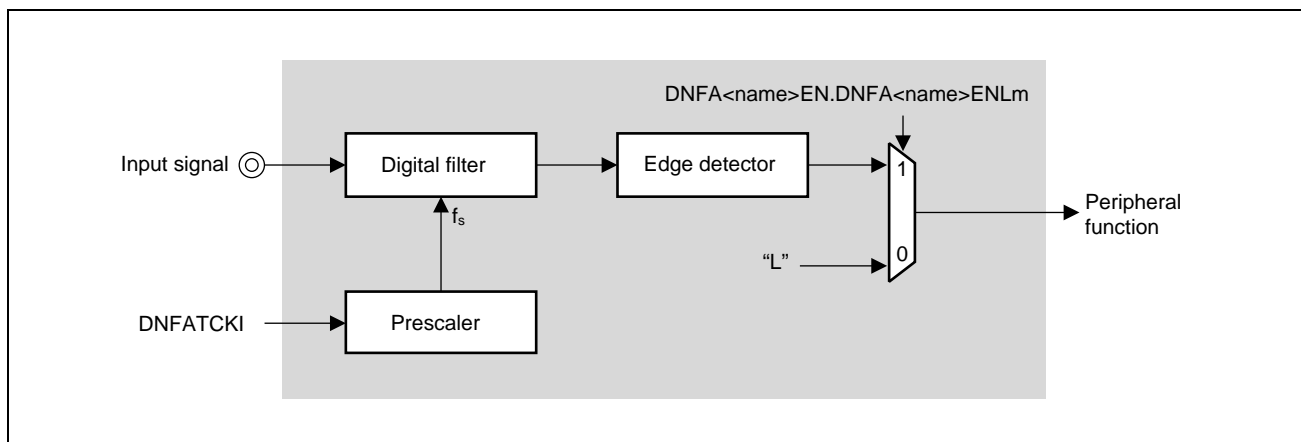 DNFA<name>EN.DNFA<name>ENLm
Input signal
Digital filter
Edge detector
1
fs
Peripheral
function
“L”
0
DNFATCKI
Prescaler